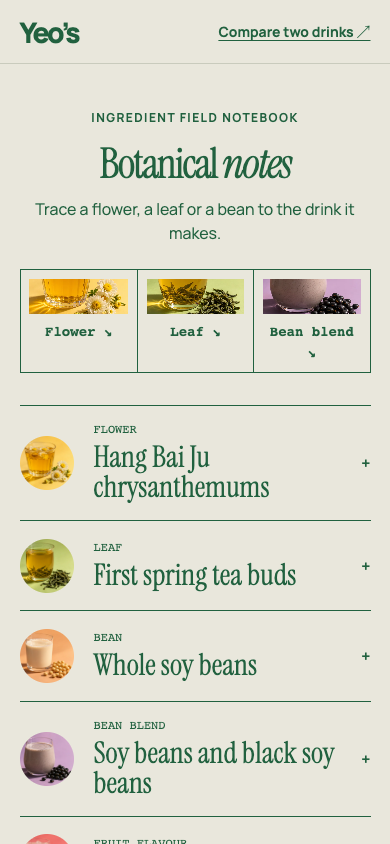 Yeo's
Compare two drinks ↗
INGREDIENT FIELD NOTEBOOK
Botanical notes
Trace a flower, a leaf or a bean to the drink it
makes.
Flower ↘
Leaf ↘
Bean blend
↘
FLOWER
Hang Bai Ju
chrysanthemums
+
LEAF
First spring tea buds
+
BEAN
Whole soy beans
+
BEAN BLEND
Soy beans and black soy
beans
+
FRUIT FLAVOUR